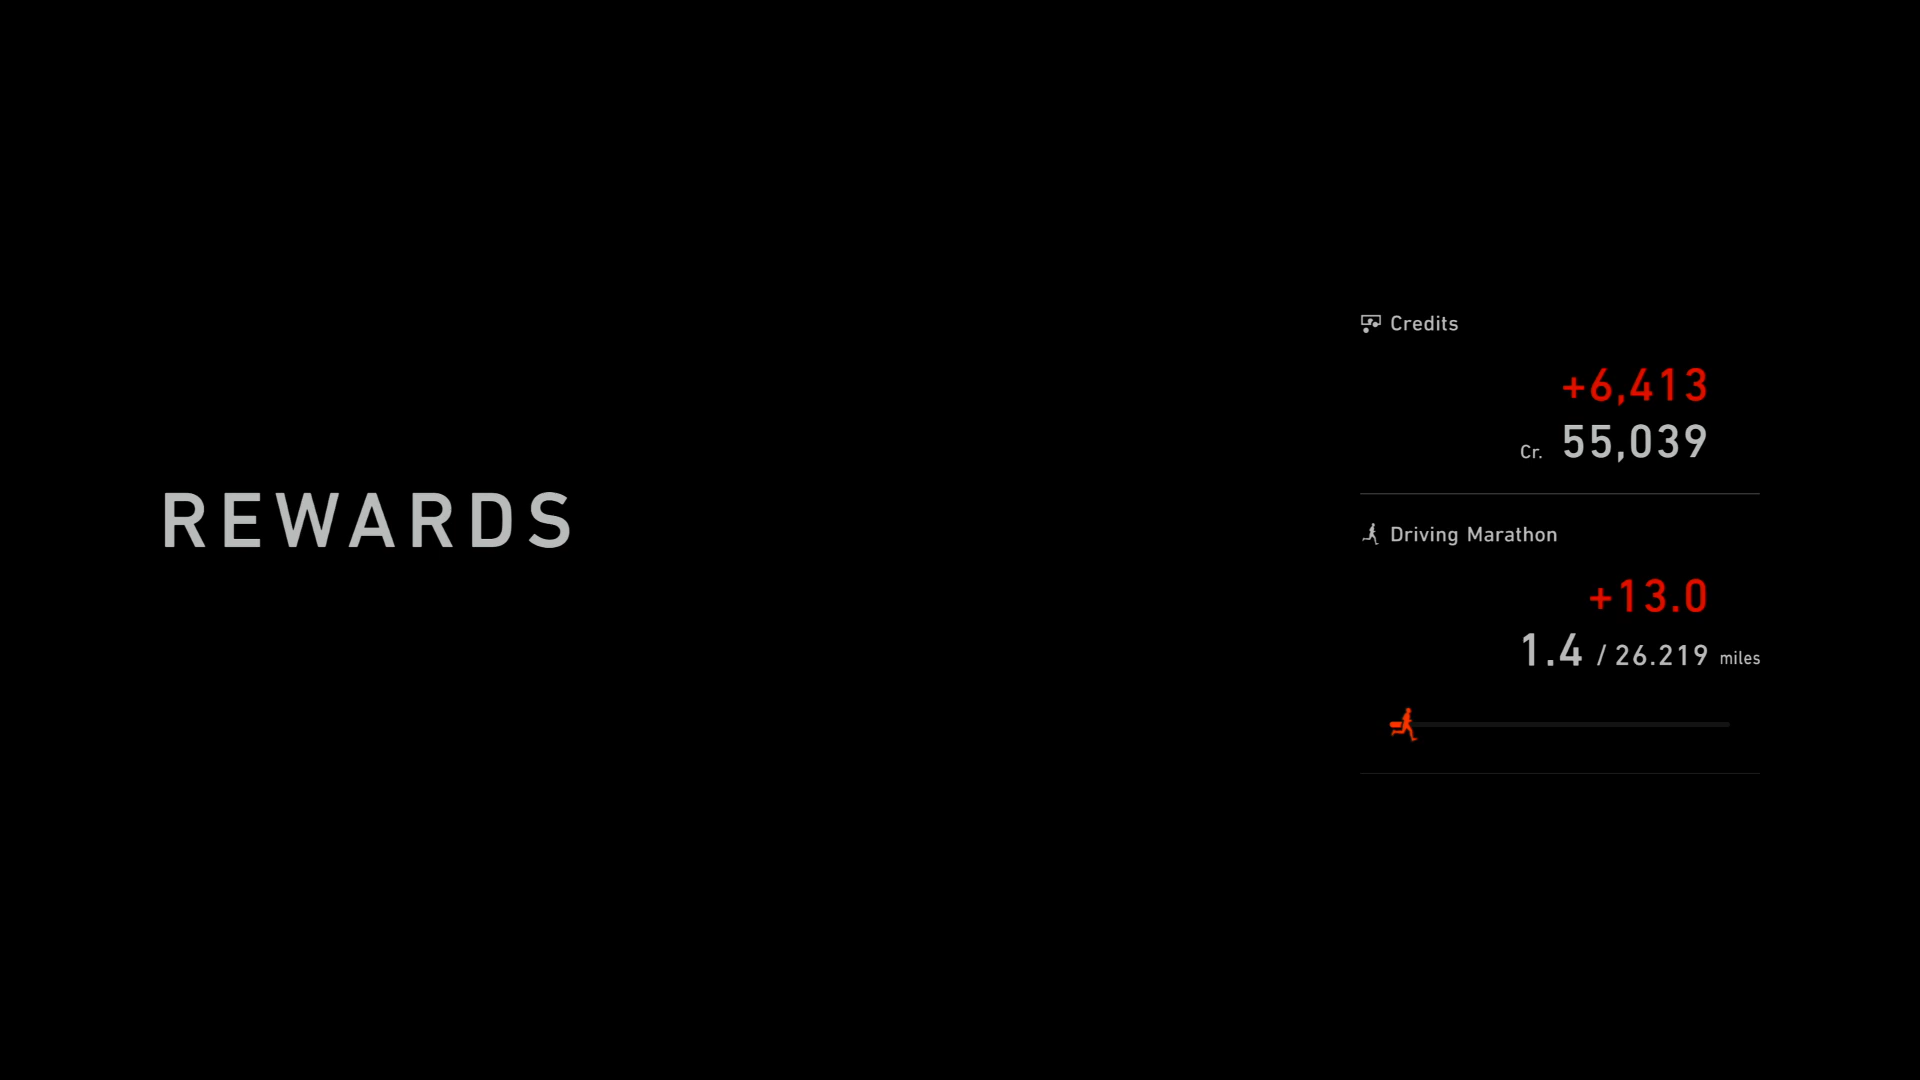 REWARDS
Credits
+6,413
Cr. 55,039
Driving Marathon
+13.0
1.4 / 26.219 miles